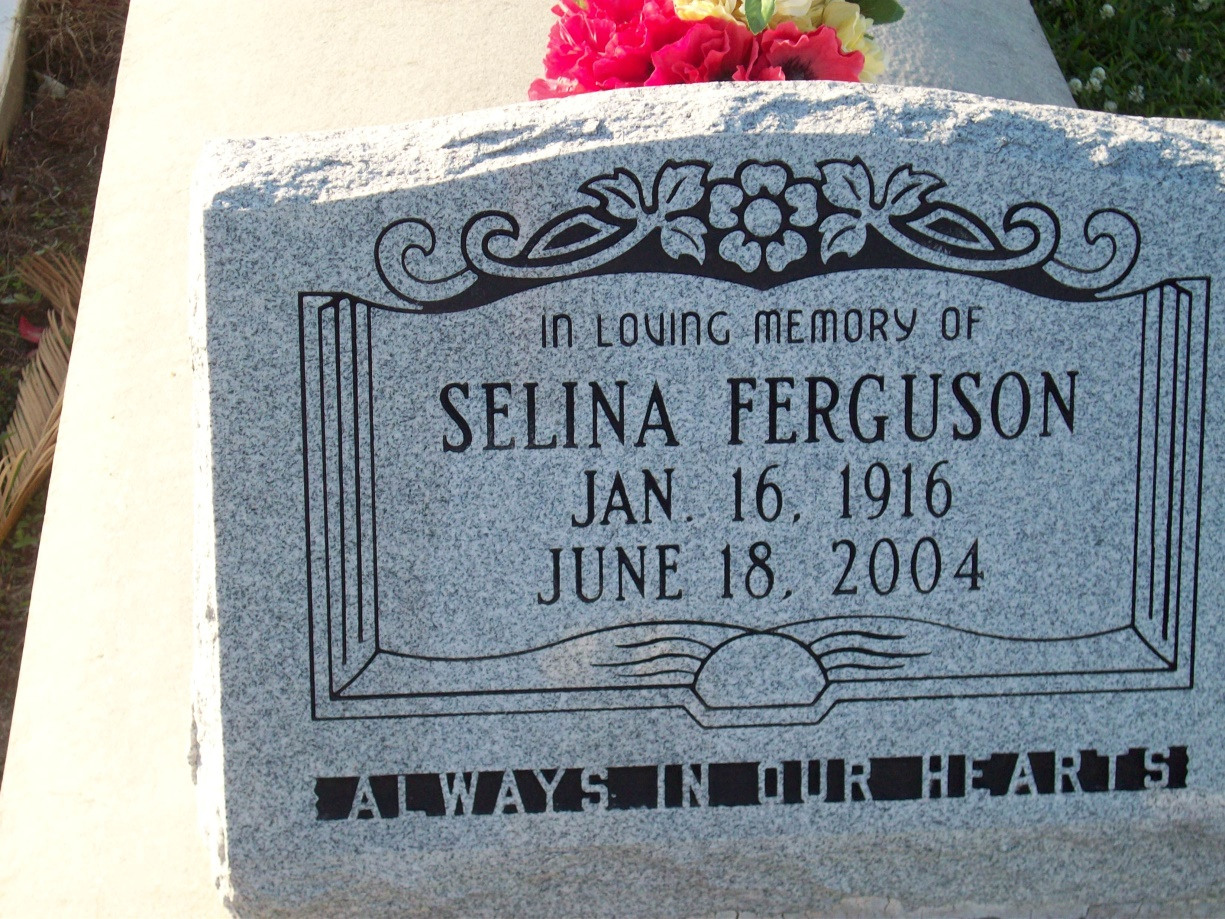 IN LOVING MEMORY OF
SELINA FERGUSON
JAN. 16, 1916
JUNE 18, 2004
ALWAYS IN OUR HEARTS